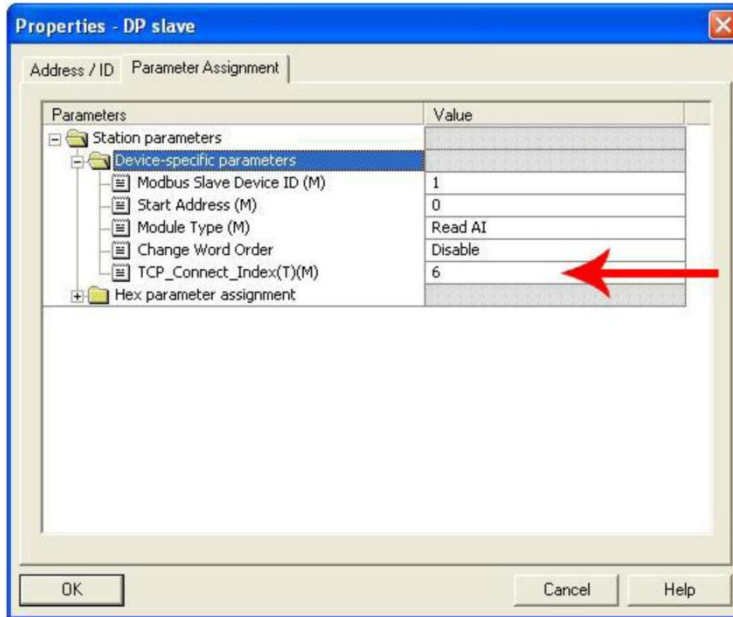 Properties - DP slave
Address / ID Parameter Assignment
Parameters Value
Station parameters
Device-specific parameters
Modbus Slave Device ID (M) 1
Start Address (M) 0
Module Type (M) Read AI
Change Word Order Disable
TCP_Connect_Index(T)(M) 6
Hex parameter assignment
OK Cancel Help